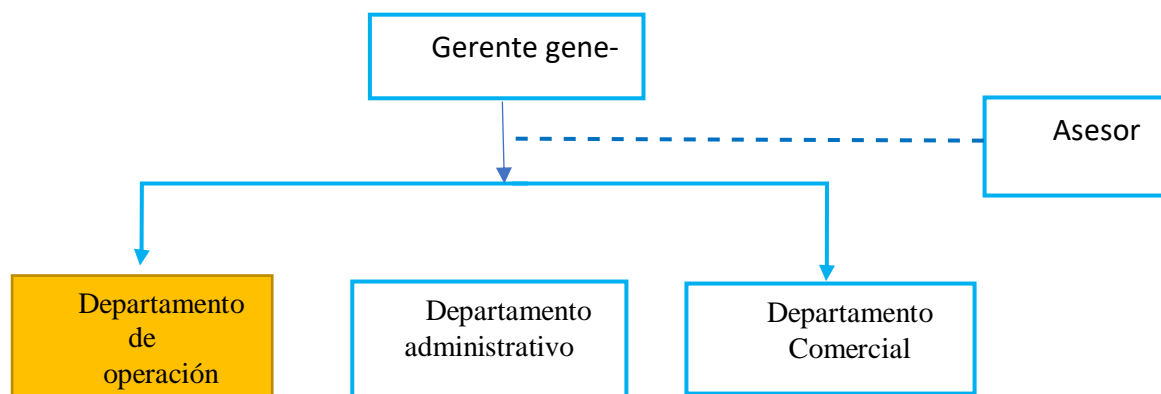 Gerente gene-
Asesor
Departamento
de
operación
Departamento
administrativo
Departamento
Comercial